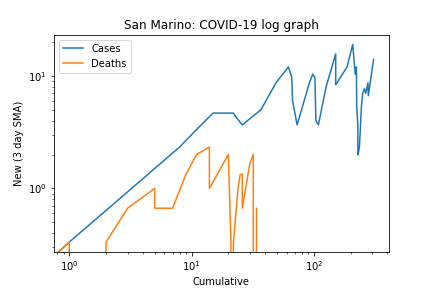 San Marino: COVID-19 log graph
Cases
Deaths
New (3 day SMA)
10¹
10⁰
10⁰
10¹
10²
Cumulative